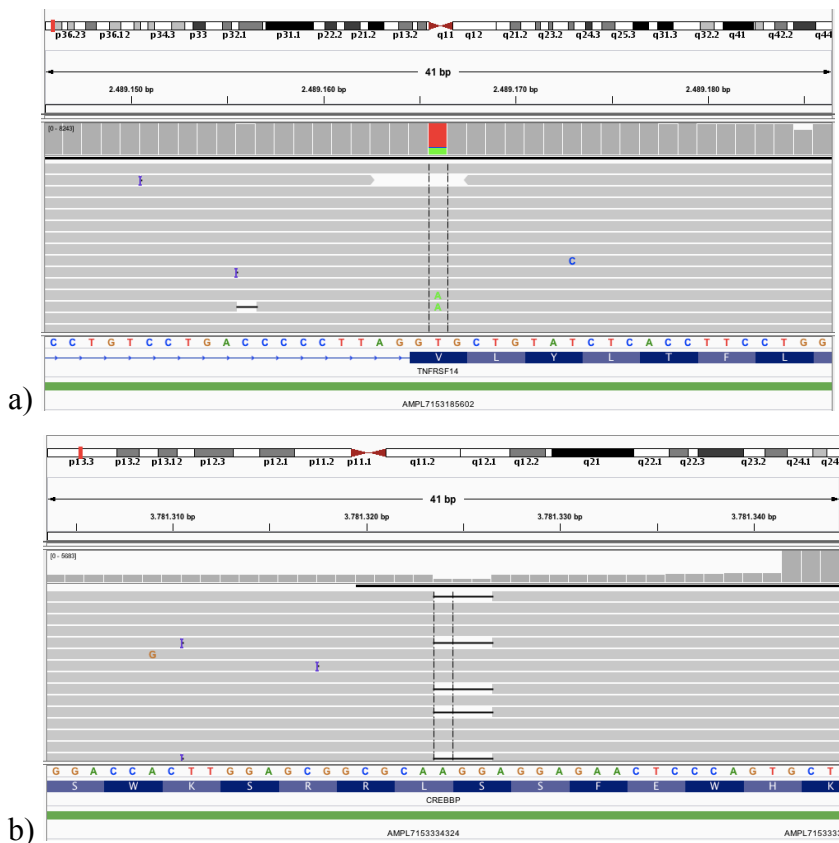 p36.23 p36.12 p34.3 p33 p32.1 p31.1 p22.2 p21.2 p13.2 q11 q12 q21.2 q23.2 q24.3 q25.3 q31.3 q32.2 q41 q42.2 q44
41 bp
2.489.150 bp 2.489.160 bp 2.489.170 bp 2.489.180 bp
[0 - 8243]
C
A
A
C C T G T C C T G A C C C C C T T A G G T G C T G T A T C T C A C C T T C C T G G
V L Y L T F L
TNFRSF14
a)
AMPL7153185602
p13.3 p13.2 p13.12 p12.3 p12.1 p11.2 p11.1 q11.2 q12.1 q12.2 q21 q22.1 q22.3 q23.2 q24.1 q24
41 bp
3.781.310 bp 3.781.320 bp 3.781.330 bp 3.781.340 bp
[0 - 5683]
G
G G A C C A C T T G G A G C G G C G C A A G G A G G A G A A C T C C C A G T G C T
S W K S R R L S S F E W H K
CREBBP
b)
AMPL7153334324 AMPL7153333